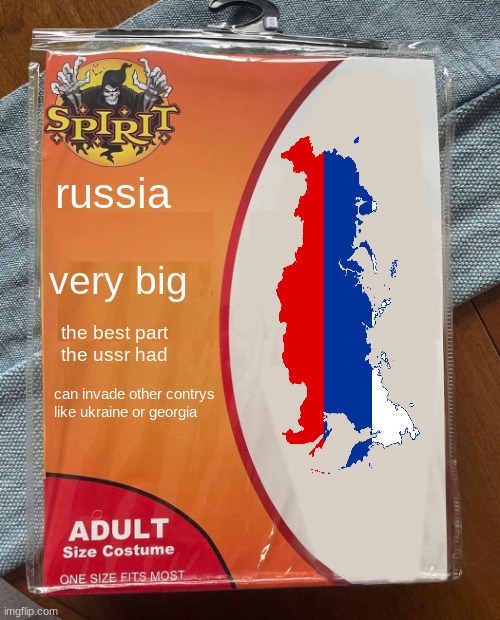 SPIRIT
russia
very big
the best part
the ussr had
can invade other contrys
like ukraine or georgia
ADULT
Size Costume
ONE SIZE FITS MOST
imgflip.com